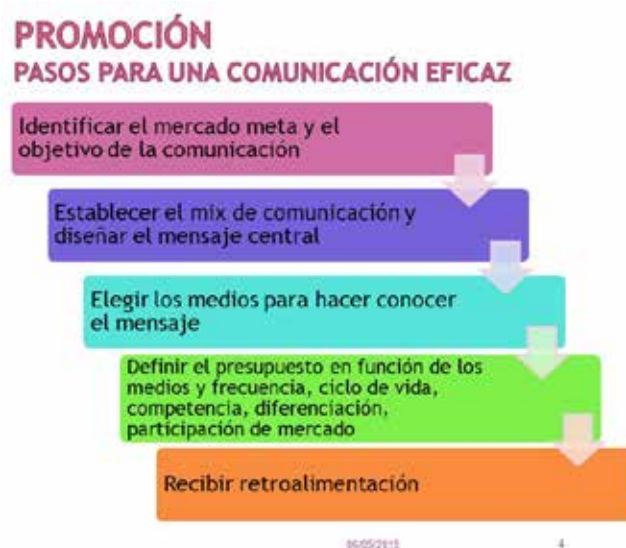 PROMOCIÓN
PASOS PARA UNA COMUNICACIÓN EFICAZ
Identificar el mercado meta y el
objetivo de la comunicación
Establecer el mix de comunicación y
diseñar el mensaje central
Elegir los medios para hacer conocer
el mensaje
Definir el presupuesto en función de los
medios y frecuencia, ciclo de vida,
competencia, diferenciación,
participación de mercado
Recibir retroalimentación
4